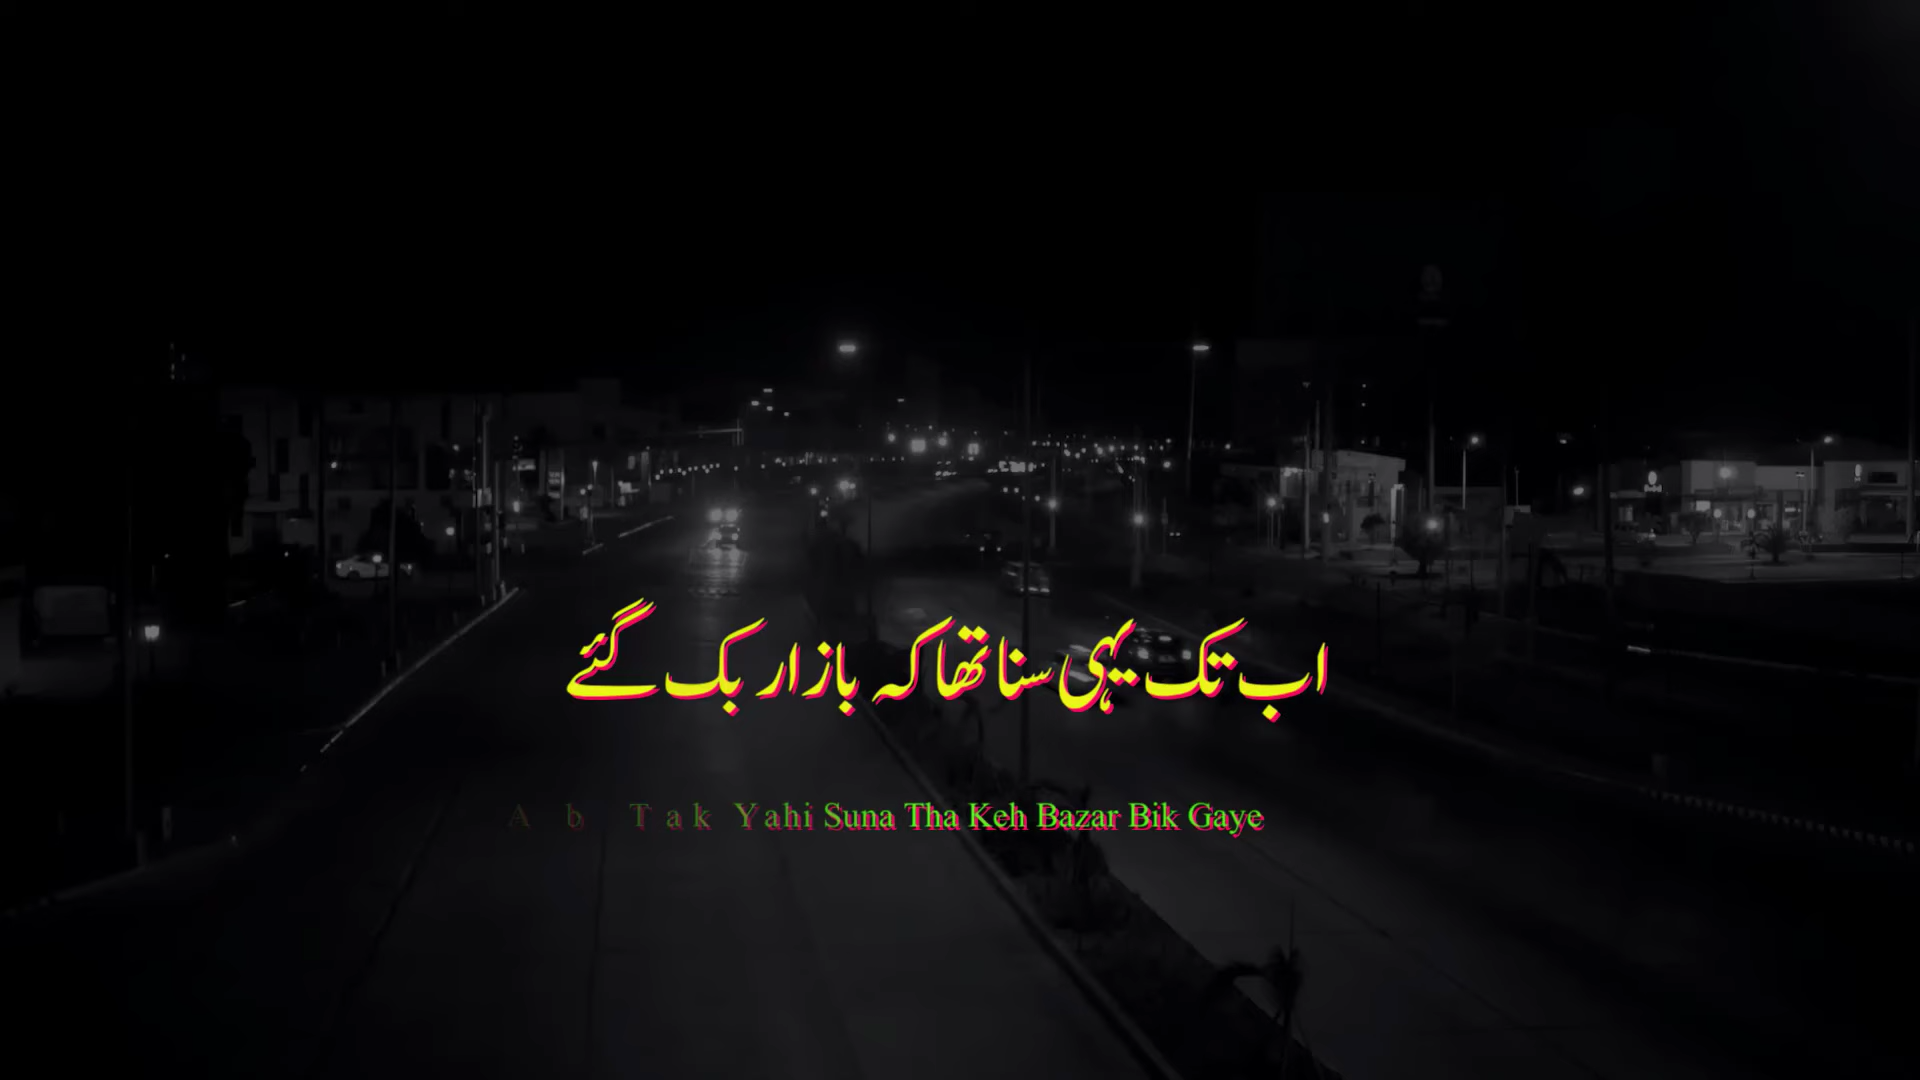 اب تک یہی سنا تھا کہ بازار بک گئے
Ab Tak Yahi Suna Tha Keh Bazar Bik Gaye